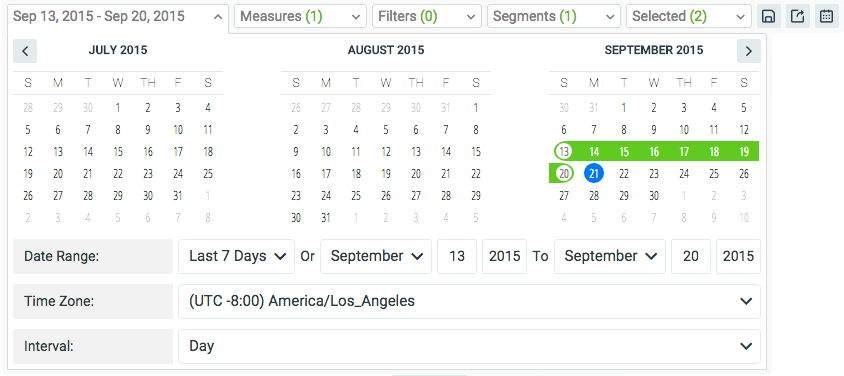 Sep 13, 2015 - Sep 20, 2015 Measures (1) Filters (0) Segments (1) Selected (2)
JULY 2015 AUGUST 2015 SEPTEMBER 2015
S M T W TH F S S M T W TH F S S M T W TH F S
28 29 30 1 2 3 4 26 27 28 29 30 31 1 30 31 1 2 3 4 5
5 6 7 8 9 10 11 2 3 4 5 6 7 8 6 7 8 9 10 11 12
12 13 14 15 16 17 18 9 10 11 12 13 14 15 13 14 15 16 17 18 19
19 20 21 22 23 24 25 16 17 18 19 20 21 22 20 21 22 23 24 25 26
26 27 28 29 30 31 1 23 24 25 26 27 28 29 27 28 29 30 1 2 3
2 3 4 5 6 7 8 30 31 1 2 3 4 5 4 5 6 7 8 9 10
Date Range: Last 7 Days Or September 13 2015 To September 20 2015
Time Zone: (UTC -8:00) America/Los_Angeles
Interval: Day